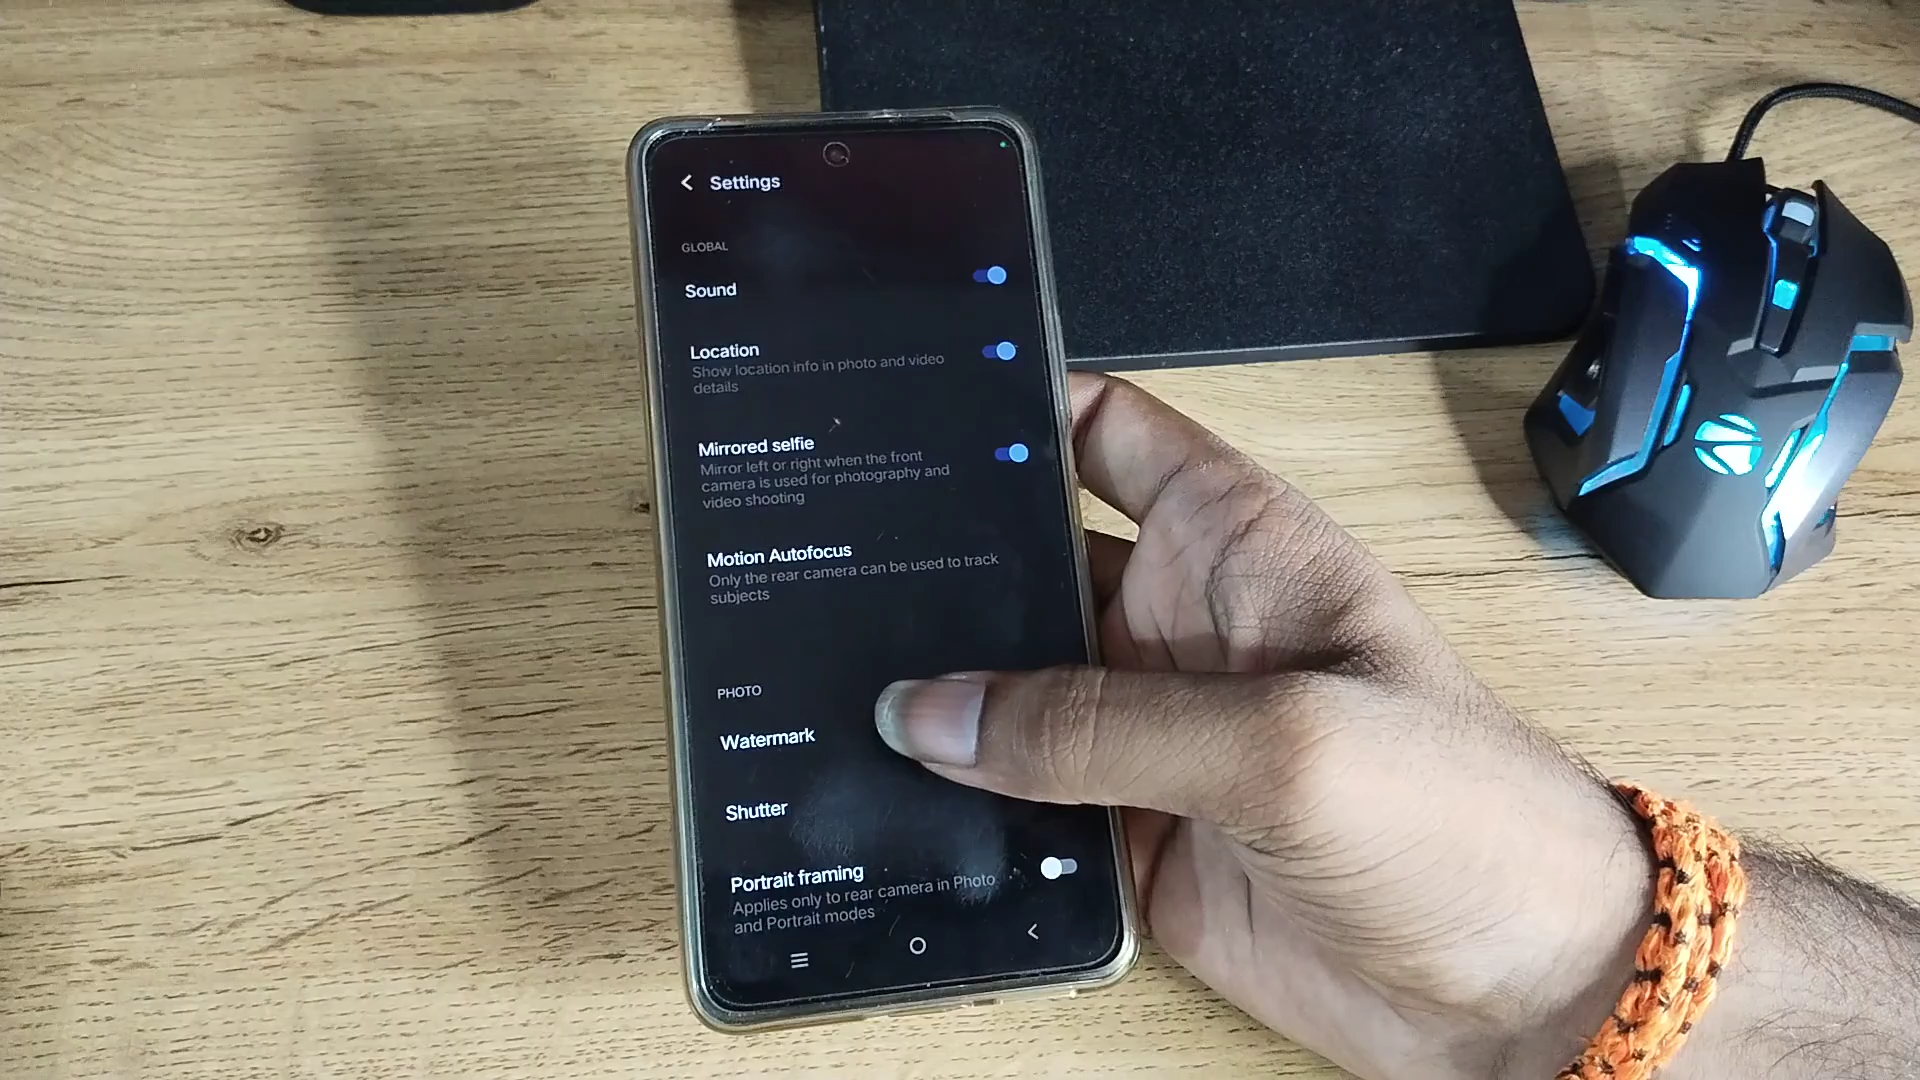 Settings
GLOBAL
Sound
Location
Show location info in photo and video
details
Mirrored selfie
Mirror left or right when the front
camera is used for photography and
video shooting
Motion Autofocus
Only the rear camera can be used to track
subjects
PHOTO
Watermark
Shutter
Portrait framing
Applies only to rear camera in Photo
and Portrait modes